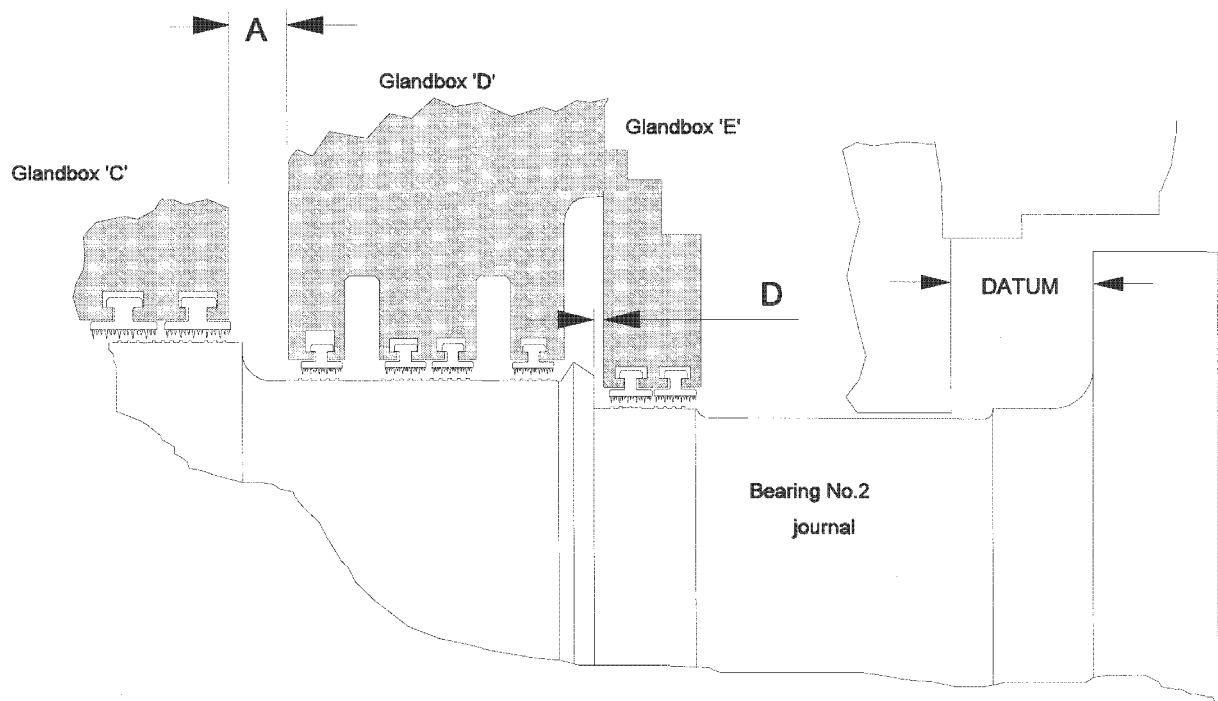 A
Glandbox 'D'
Glandbox 'E'
Glandbox 'C'
D
DATUM
Bearing No.2
journal